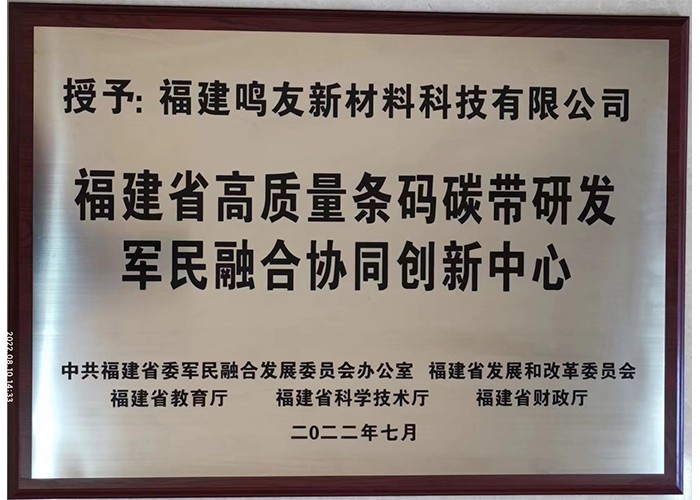 授予：福建鸣友新材料科技有限公司
福建省高质量条码碳带研发
军民融合协同创新中心
中共福建省委军民融合发展委员会办公室 福建省发展和改革委员会
福建省教育厅 福建省科学技术厅 福建省财政厅
二〇二二年七月
2022.08.10 14:33